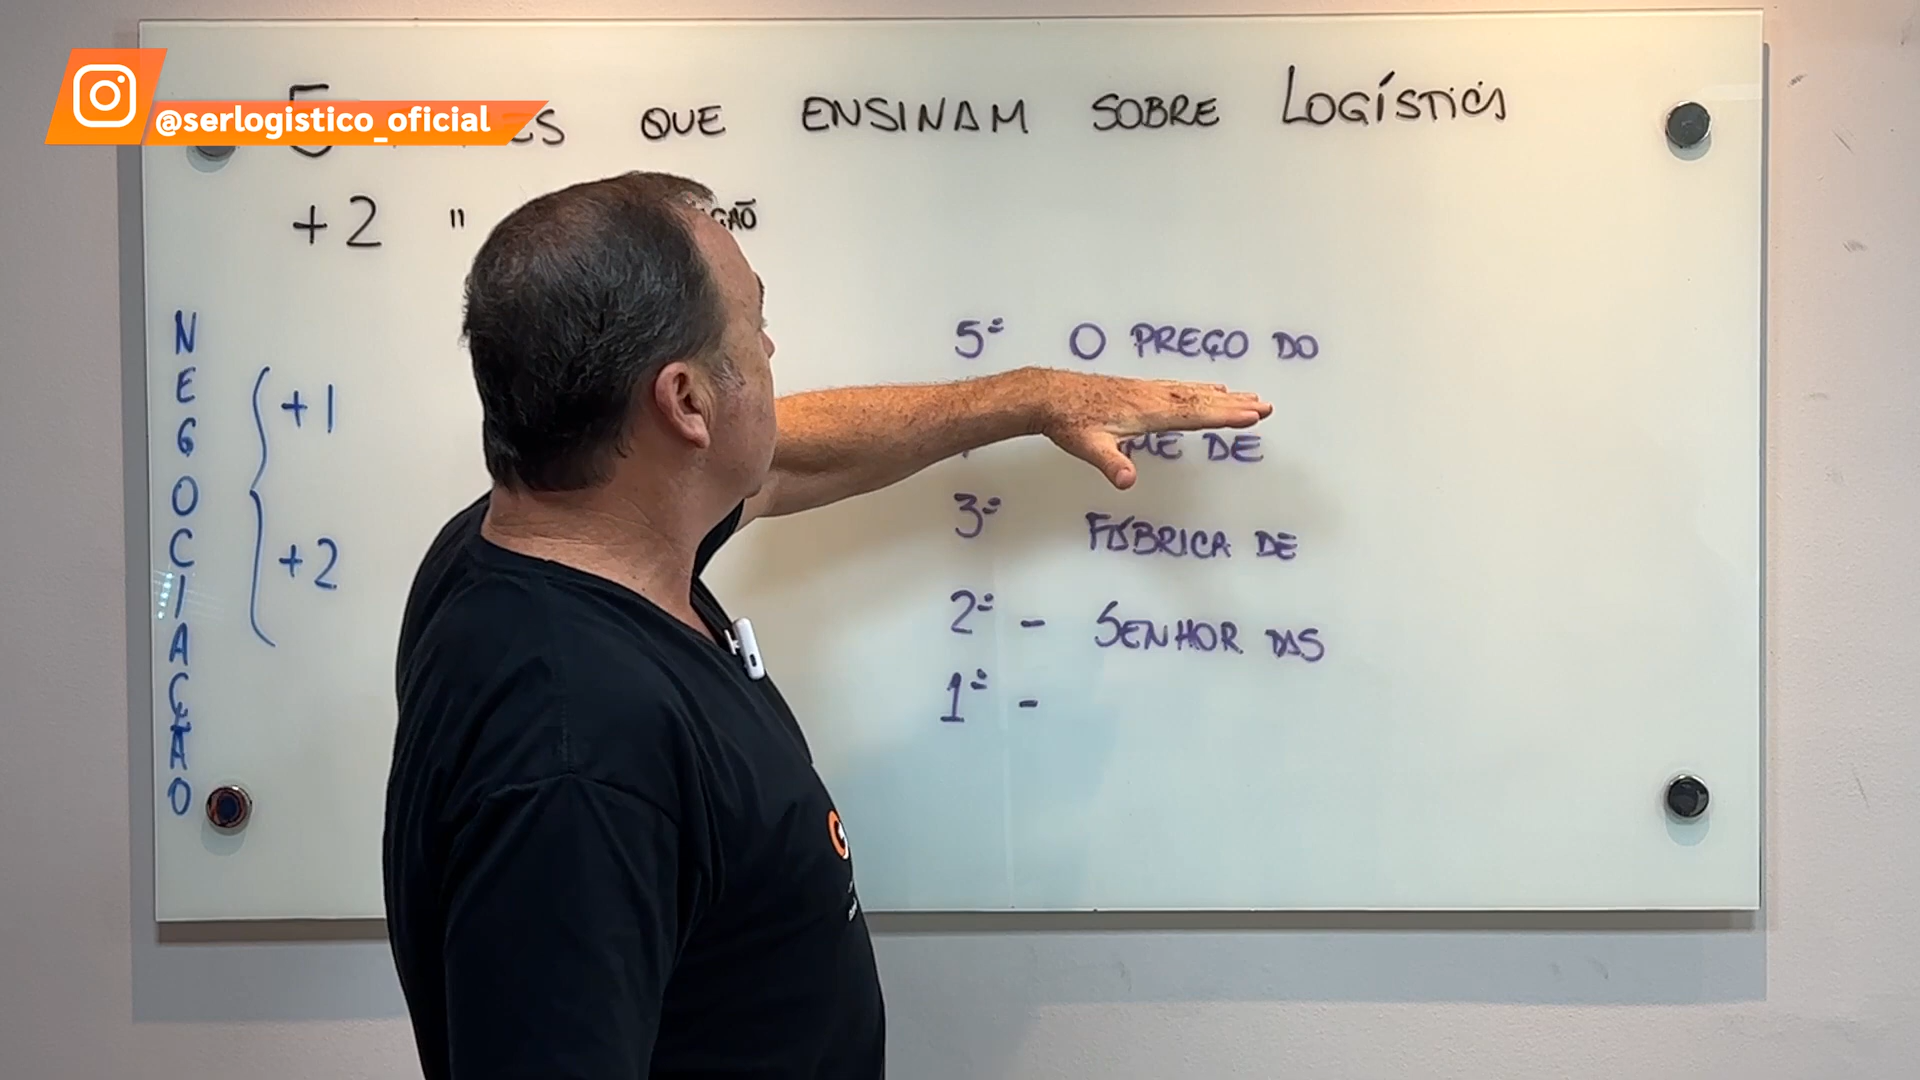 @serlogistico_oficial
5 QUE ENSINAM SOBRE LOGÍSTICA
+2 "
NEGOCIAÇÃO
+1
+2
5º O PREÇO DO
DE
3º FÁBRICA DE
2º - SENHOR DAS
1º -